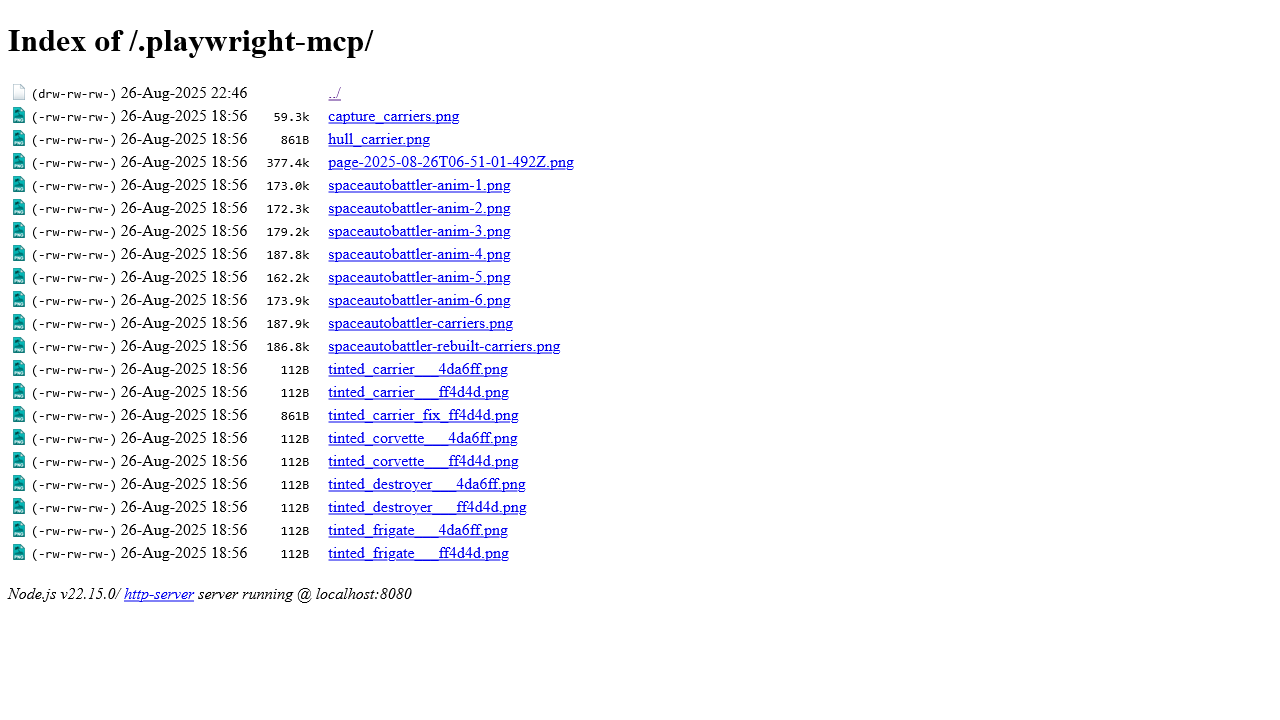 Index of /.playwright-mcp/
(drw-rw-rw-) 26-Aug-2025 22:46 ../
(-rw-rw-rw-) 26-Aug-2025 18:56 59.3k capture_carriers.png
(-rw-rw-rw-) 26-Aug-2025 18:56 861B hull_carrier.png
(-rw-rw-rw-) 26-Aug-2025 18:56 377.4k page-2025-08-26T06-51-01-492Z.png
(-rw-rw-rw-) 26-Aug-2025 18:56 173.0k spaceautobattler-anim-1.png
(-rw-rw-rw-) 26-Aug-2025 18:56 172.3k spaceautobattler-anim-2.png
(-rw-rw-rw-) 26-Aug-2025 18:56 179.2k spaceautobattler-anim-3.png
(-rw-rw-rw-) 26-Aug-2025 18:56 187.8k spaceautobattler-anim-4.png
(-rw-rw-rw-) 26-Aug-2025 18:56 162.2k spaceautobattler-anim-5.png
(-rw-rw-rw-) 26-Aug-2025 18:56 173.9k spaceautobattler-anim-6.png
(-rw-rw-rw-) 26-Aug-2025 18:56 187.9k spaceautobattler-carriers.png
(-rw-rw-rw-) 26-Aug-2025 18:56 186.8k spaceautobattler-rebuilt-carriers.png
(-rw-rw-rw-) 26-Aug-2025 18:56 112B tinted_carrier___4da6ff.png
(-rw-rw-rw-) 26-Aug-2025 18:56 112B tinted_carrier___ff4d4d.png
(-rw-rw-rw-) 26-Aug-2025 18:56 861B tinted_carrier_fix_ff4d4d.png
(-rw-rw-rw-) 26-Aug-2025 18:56 112B tinted_corvette___4da6ff.png
(-rw-rw-rw-) 26-Aug-2025 18:56 112B tinted_corvette___ff4d4d.png
(-rw-rw-rw-) 26-Aug-2025 18:56 112B tinted_destroyer___4da6ff.png
(-rw-rw-rw-) 26-Aug-2025 18:56 112B tinted_destroyer___ff4d4d.png
(-rw-rw-rw-) 26-Aug-2025 18:56 112B tinted_frigate___4da6ff.png
(-rw-rw-rw-) 26-Aug-2025 18:56 112B tinted_frigate___ff4d4d.png
Node.js v22.15.0/ http-server server running @ localhost:8080